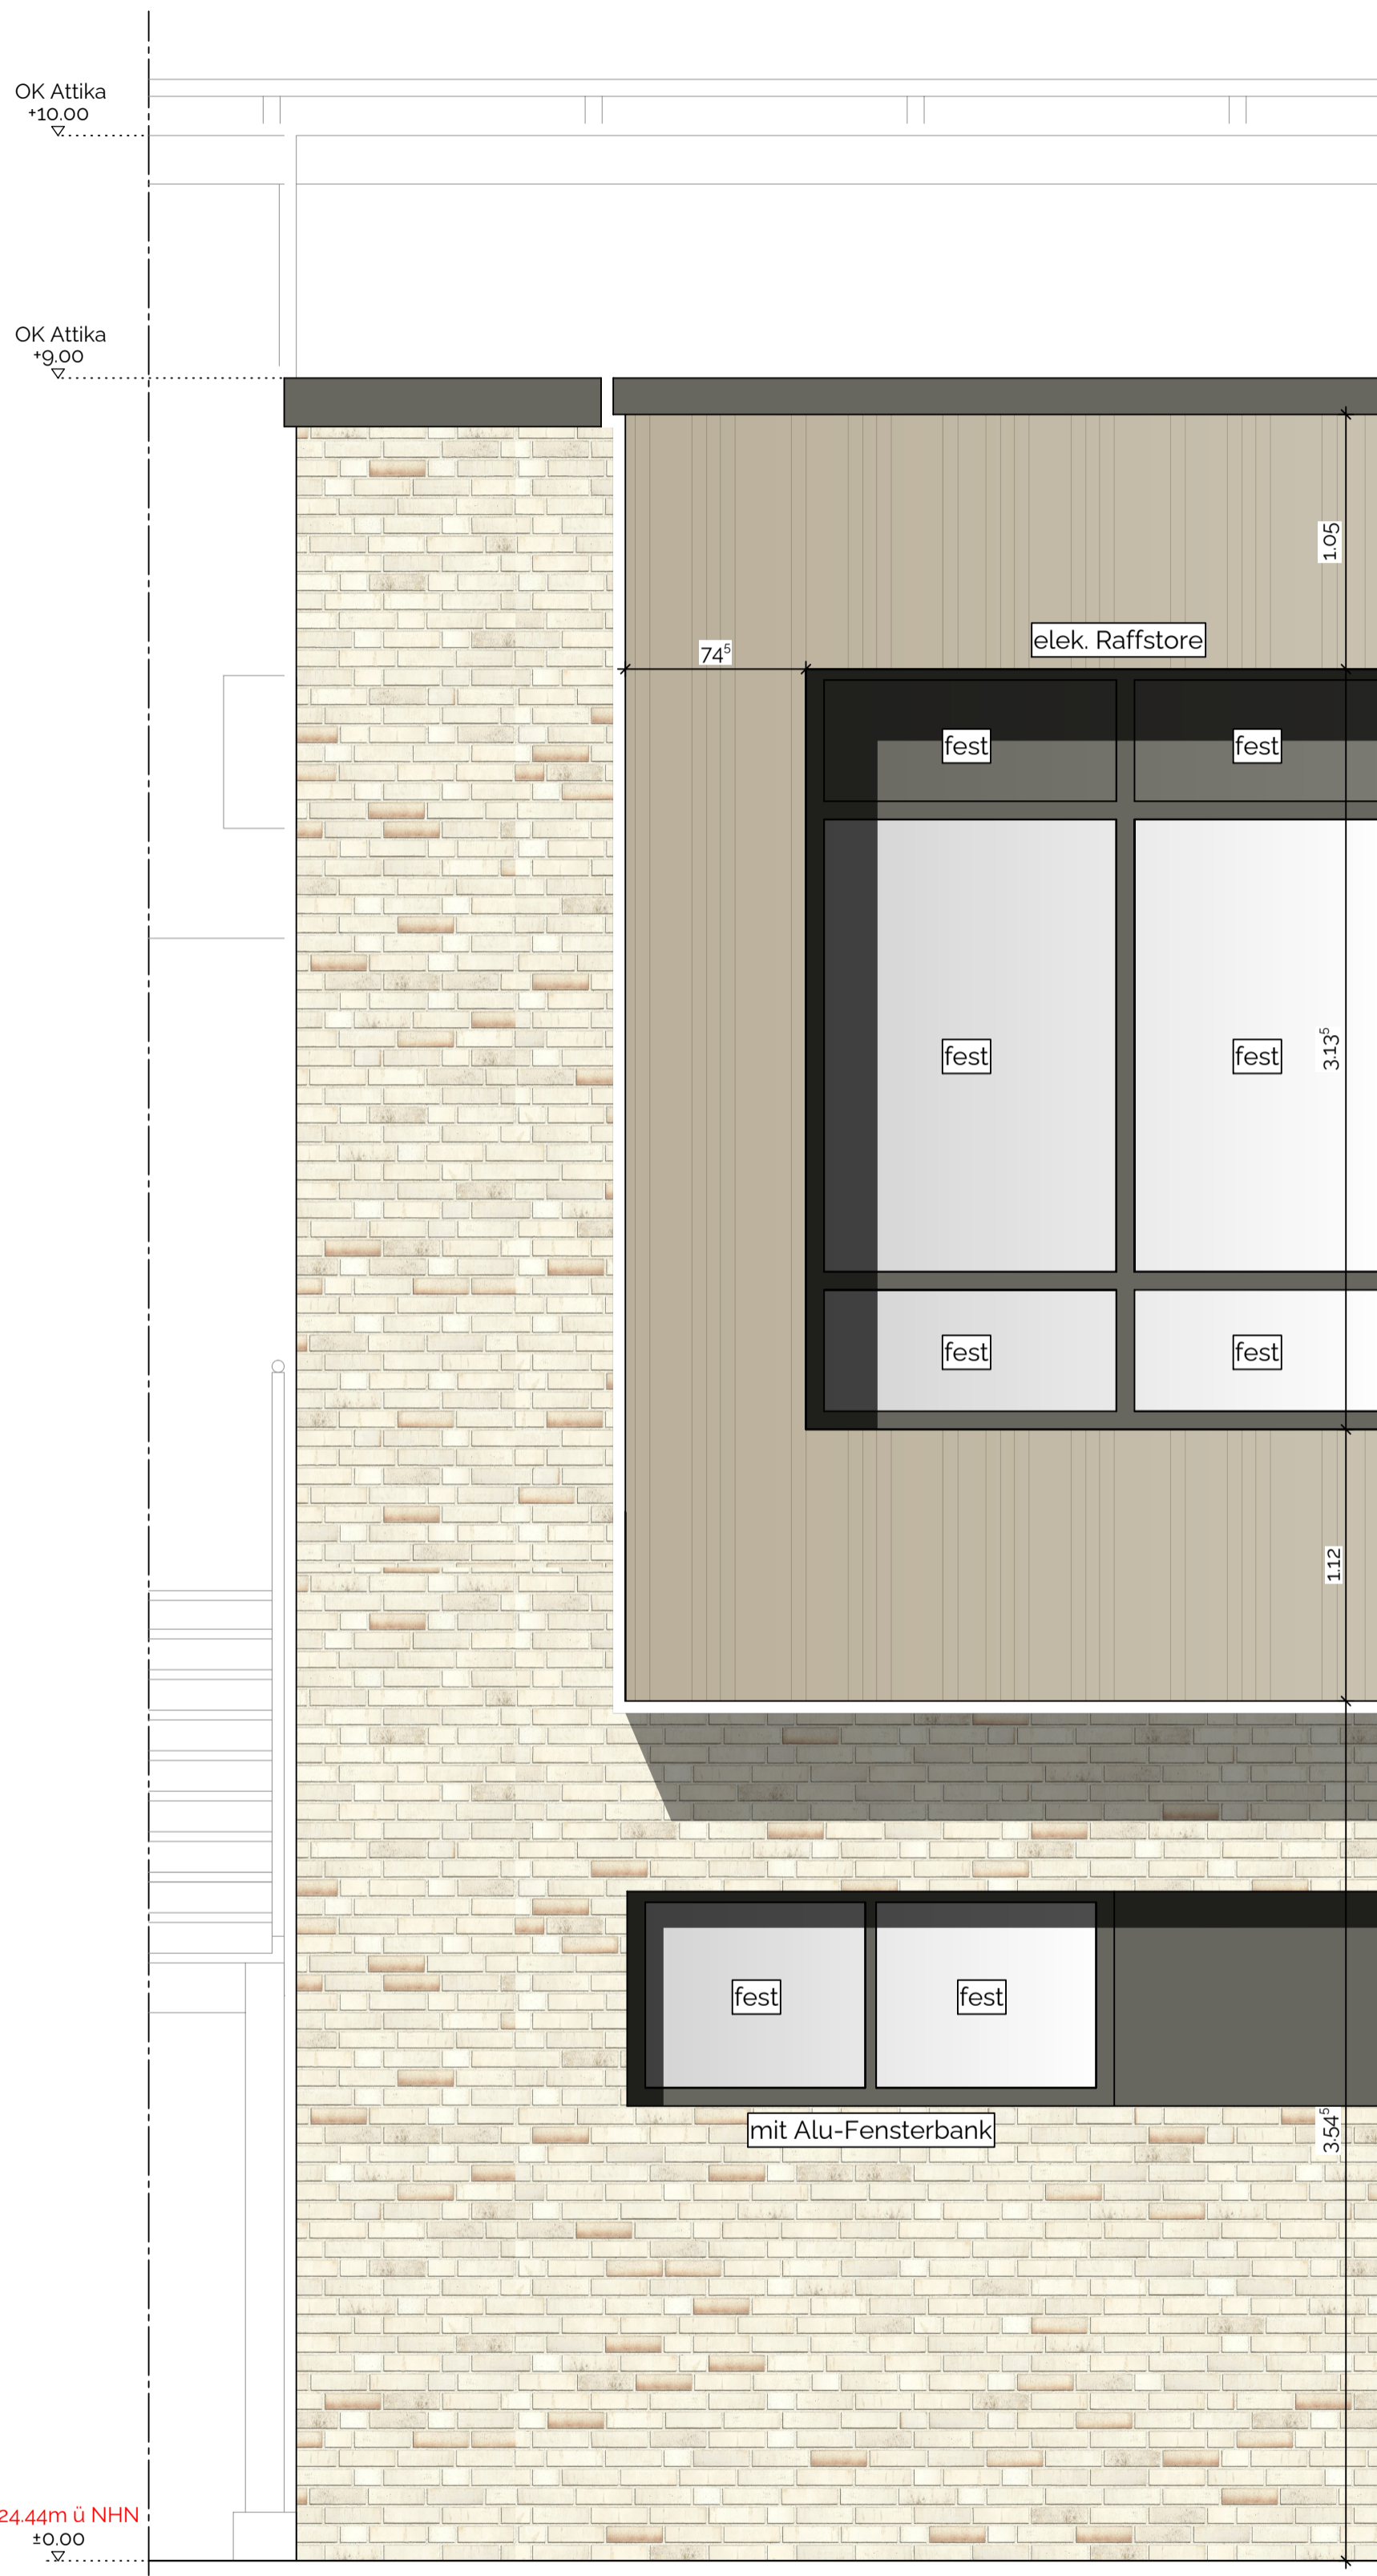 OK Attika
+10.00
OK Attika
+9.00
1.05
elek. Raffstore
74⁵
fest
fest
fest
fest
3.13⁵
fest
fest
1.12
fest
fest
mit Alu-Fensterbank
3.54⁵
24.44m ü NHN
±0.00